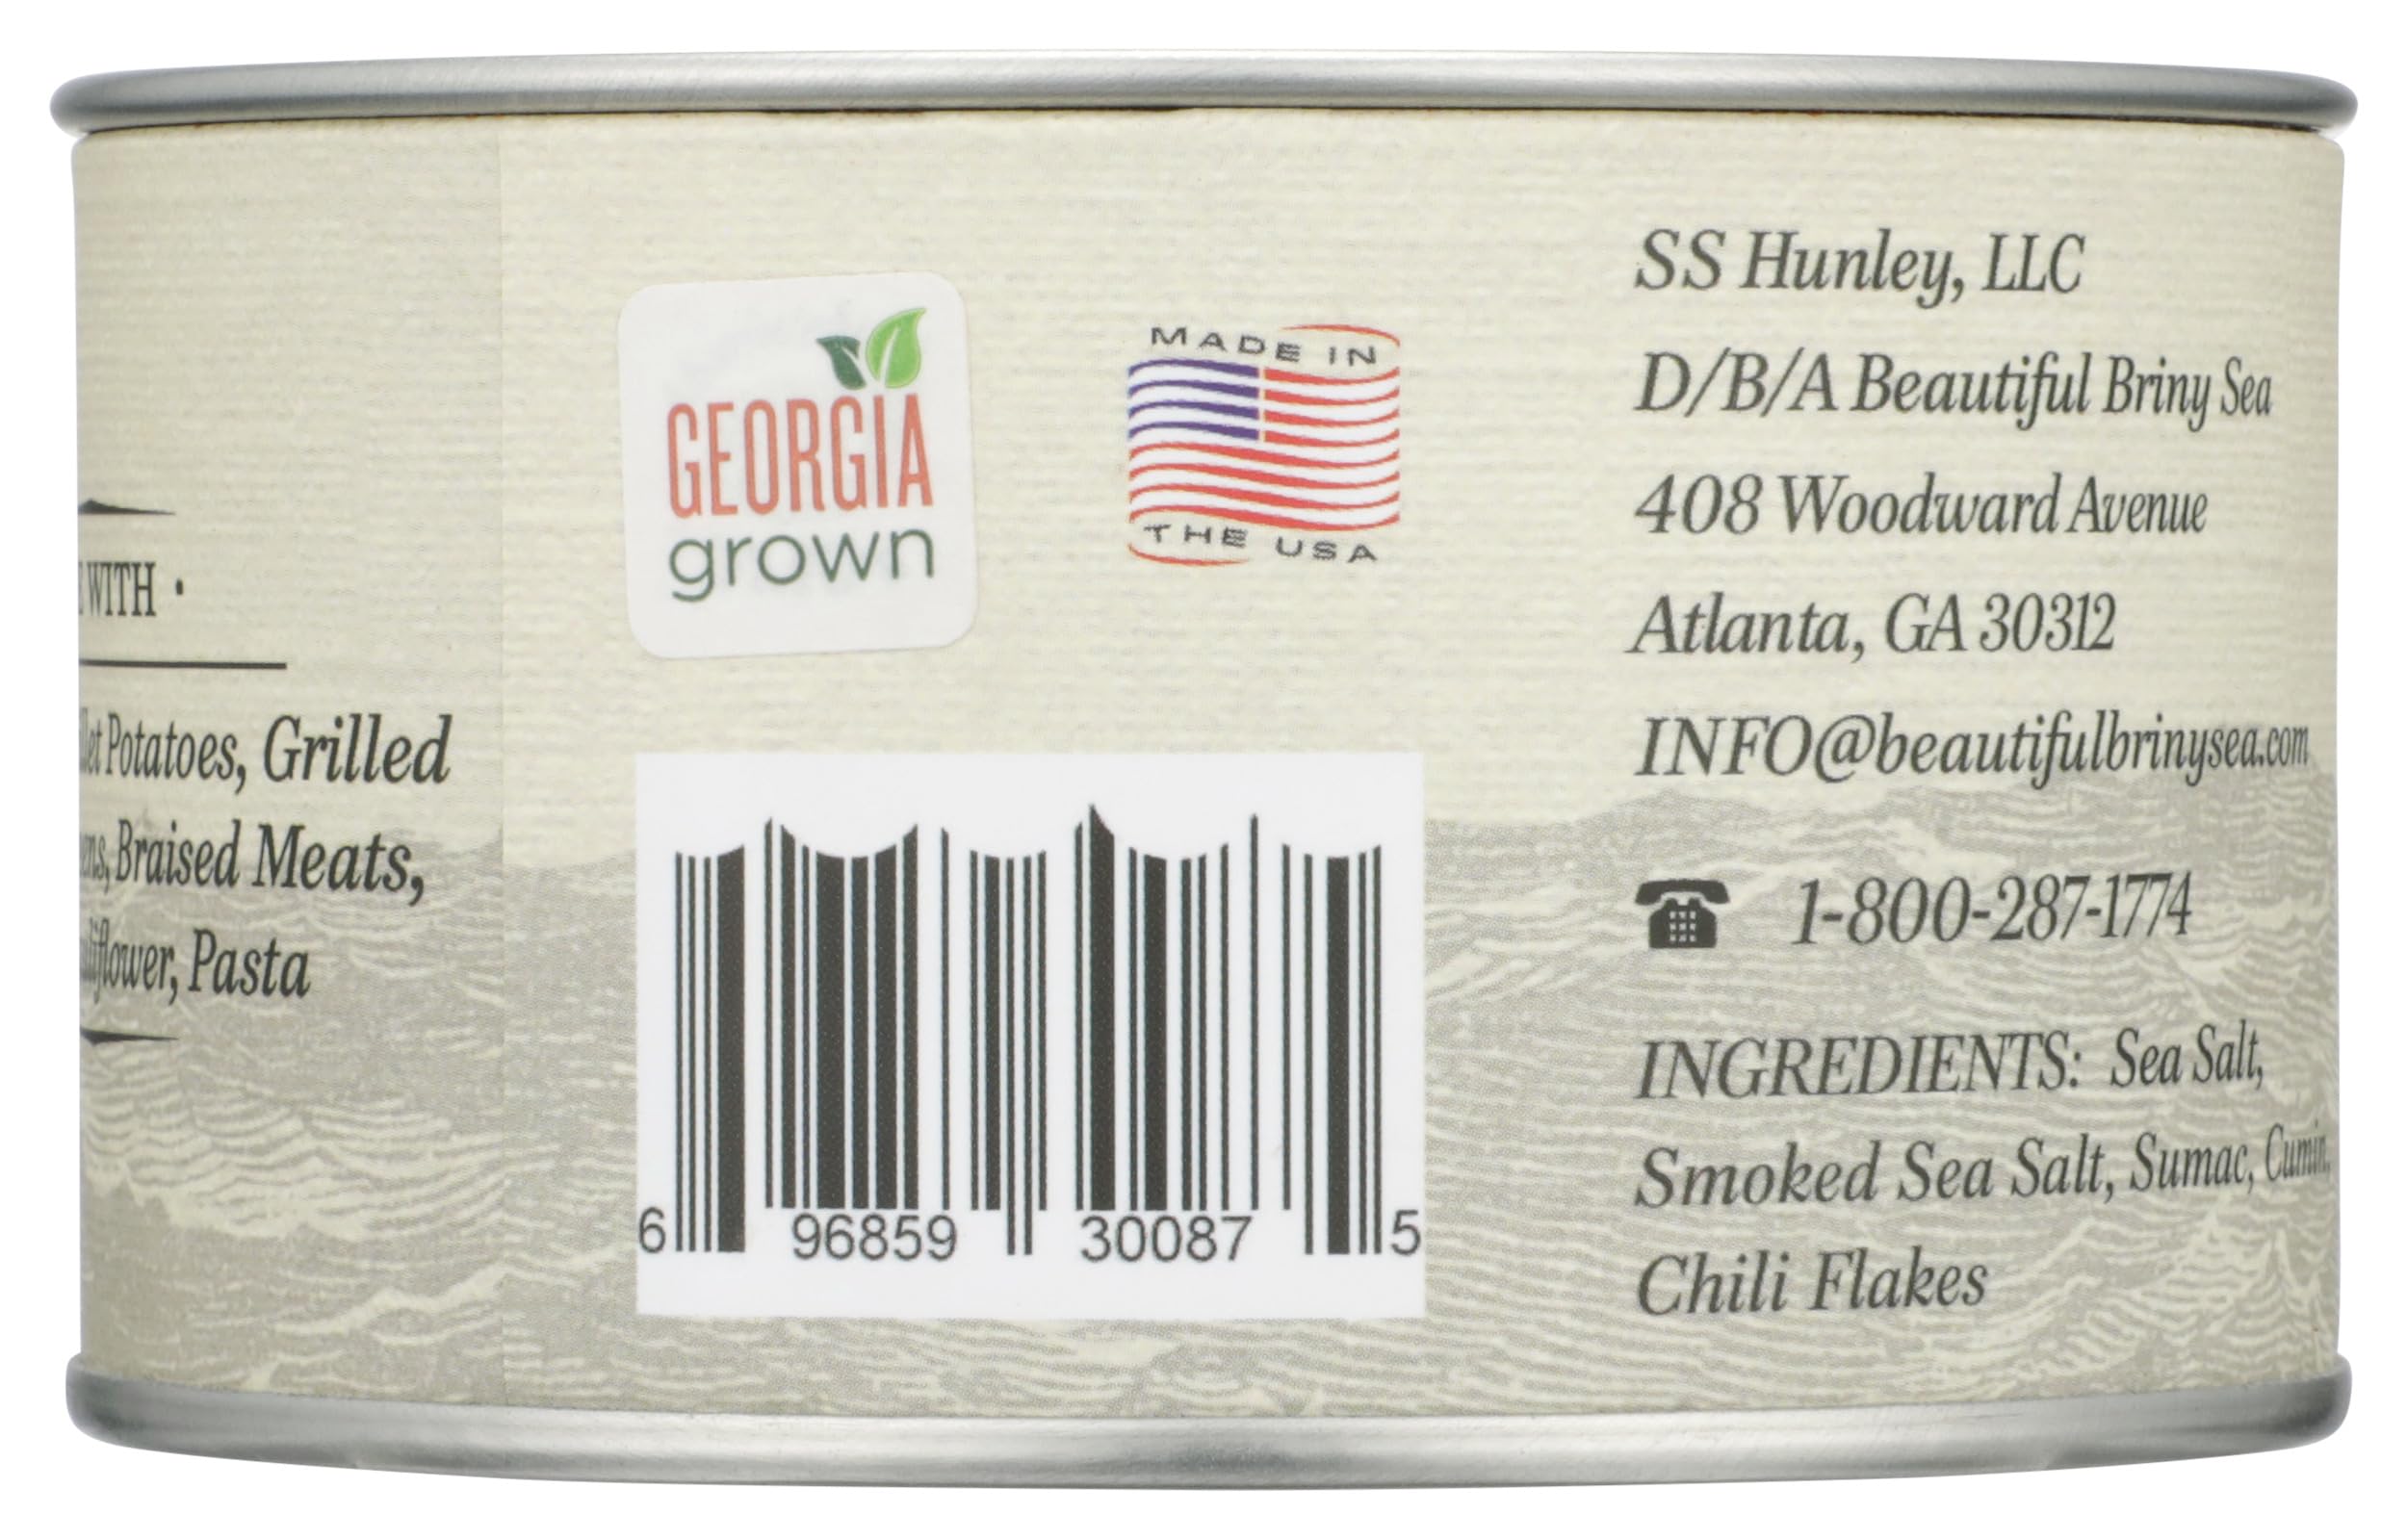 WITH •
Potatoes, Grilled
Braised Meats,
Pasta
GEORGIA
grown
MADE IN
THE USA
6 96859 30087 5
SS Hunley, LLC
D/B/A Beautiful Briny Sea
408 Woodward Avenue
Atlanta, GA 30312
INFO@beautifulbrinysea.com
1-800-287-1774
INGREDIENTS: Sea Salt,
Smoked Sea Salt, Sumac, Cumin,
Chili Flakes